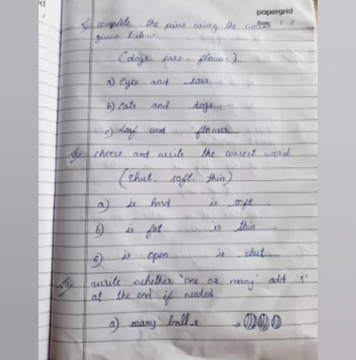 papergrid
Date: / /
Complete the pairs using the words
given below
(dogs ears flower)
a) Eyes and ears
b) Cats and dogs
c) Leaf and flower
choose and write the correct word
(shut, soft, thin)
a) is hard is soft
b) is fat is thin
c) is open is shut
write whether "one or many" add 's'
at the end if needed
a) many balls →